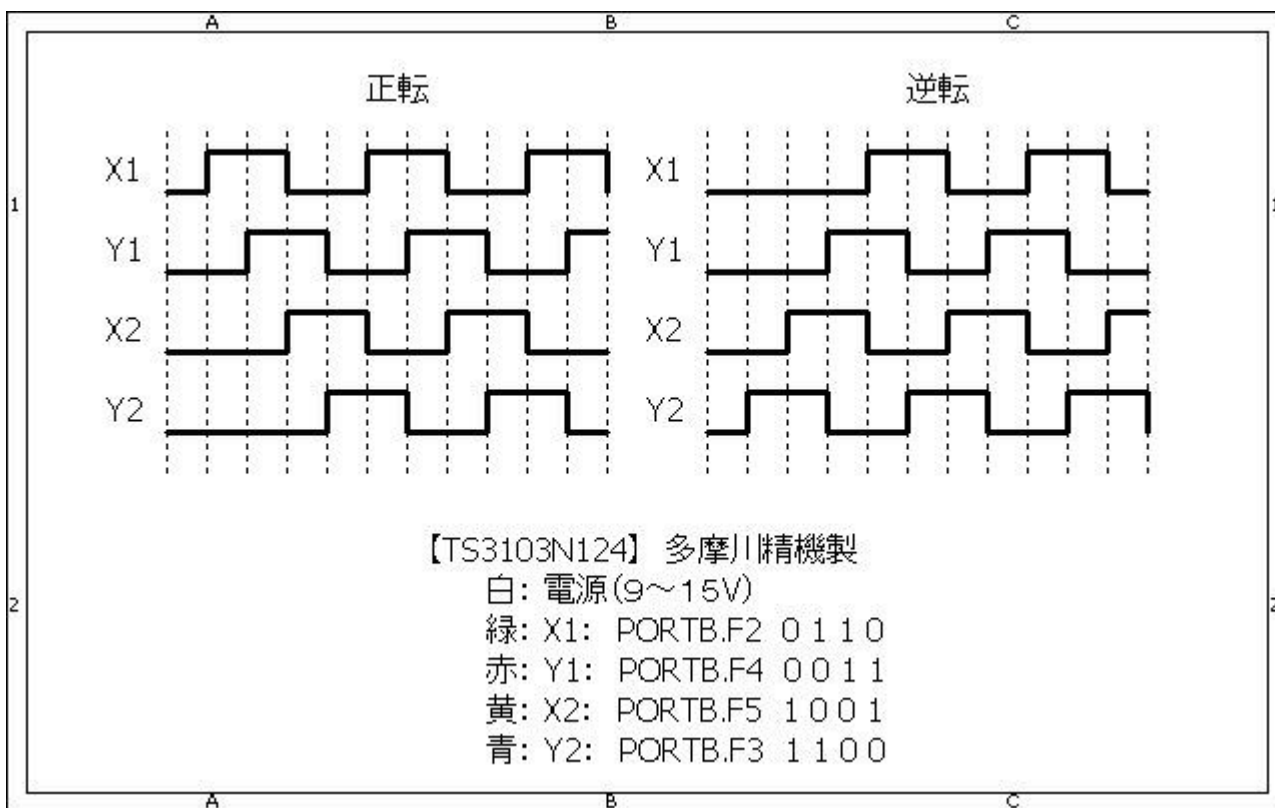 A B C
正転 逆転
X1 X1
1 1
Y1 Y1
X2 X2
Y2 Y2
【TS3103N124】 多摩川精機製
白: 電源(9～15V)
2 2
緑: X1: PORTB.F2 0 1 1 0
赤: Y1: PORTB.F4 0 0 1 1
黄: X2: PORTB.F5 1 0 0 1
青: Y2: PORTB.F3 1 1 0 0
A B C